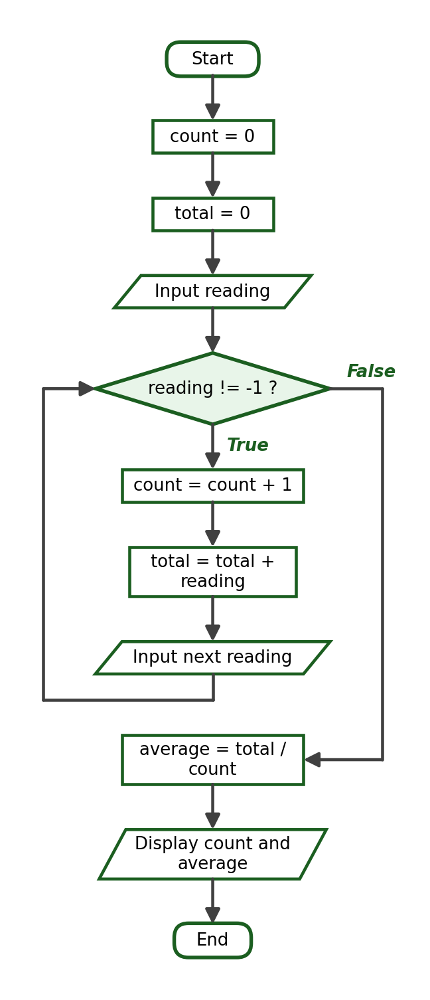 Start
count = 0
total = 0
Input reading
reading != -1 ?
False
True
count = count + 1
total = total +
reading
Input next reading
average = total /
count
Display count and
average
End